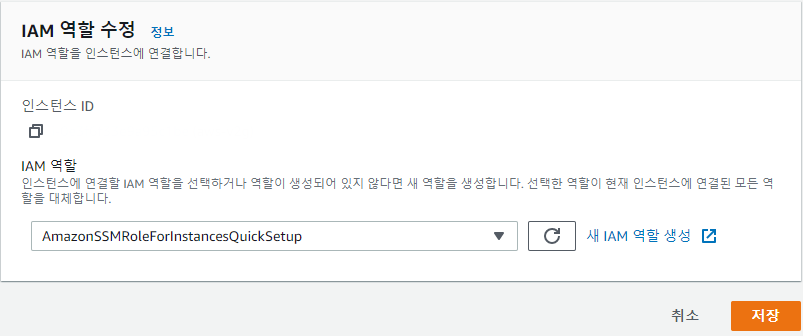 IAM 역할 수정 정보
IAM 역할을 인스턴스에 연결합니다.
인스턴스 ID
IAM 역할
인스턴스에 연결할 IAM 역할을 선택하거나 역할이 생성되어 있지 않다면 새 역할을 생성합니다. 선택한 역할이 현재 인스턴스에 연결된 모든 역
할을 대체합니다.
AmazonSSMRoleForInstancesQuickSetup 새 IAM 역할 생성
취소 저장